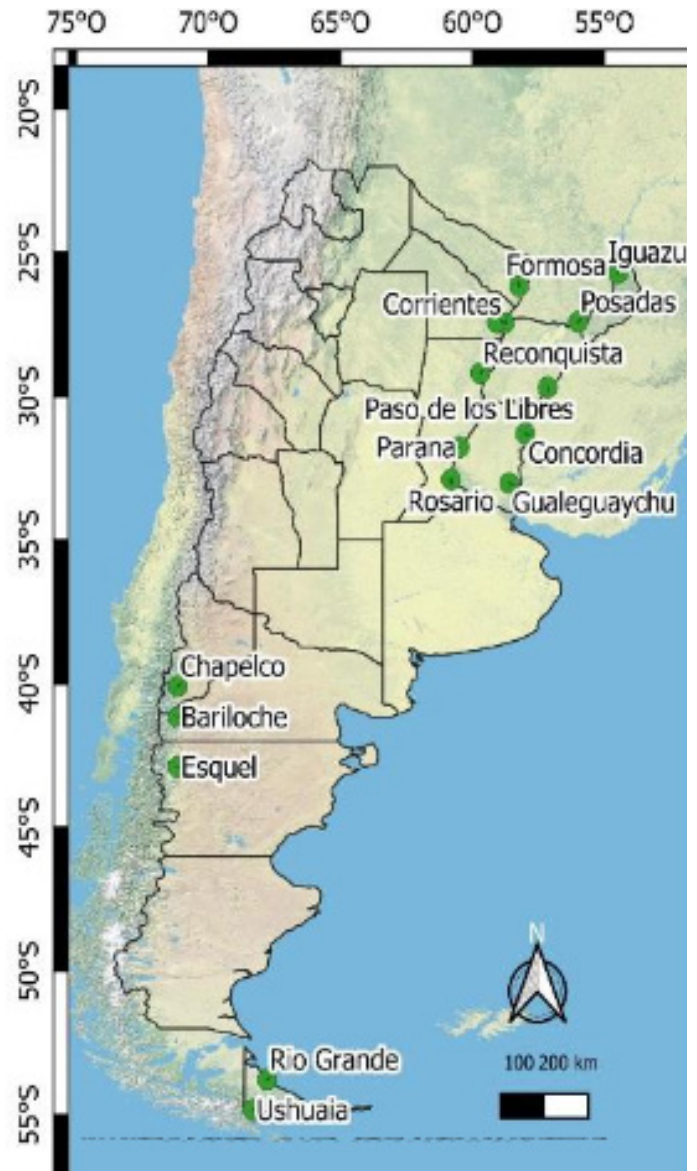 75°O 70°O 65°O 60°O 55°O
20°S
25°S
Iguazu
Formosa
Corrientes
Posadas
Reconquista
30°S
Paso de los Libres
Parana
Concordia
Rosario
Gualeguaychu
35°S
Chapelco
40°S
Bariloche
Esquel
45°S
N
50°S
100 200 km
Rio Grande
Ushuaia
55°S